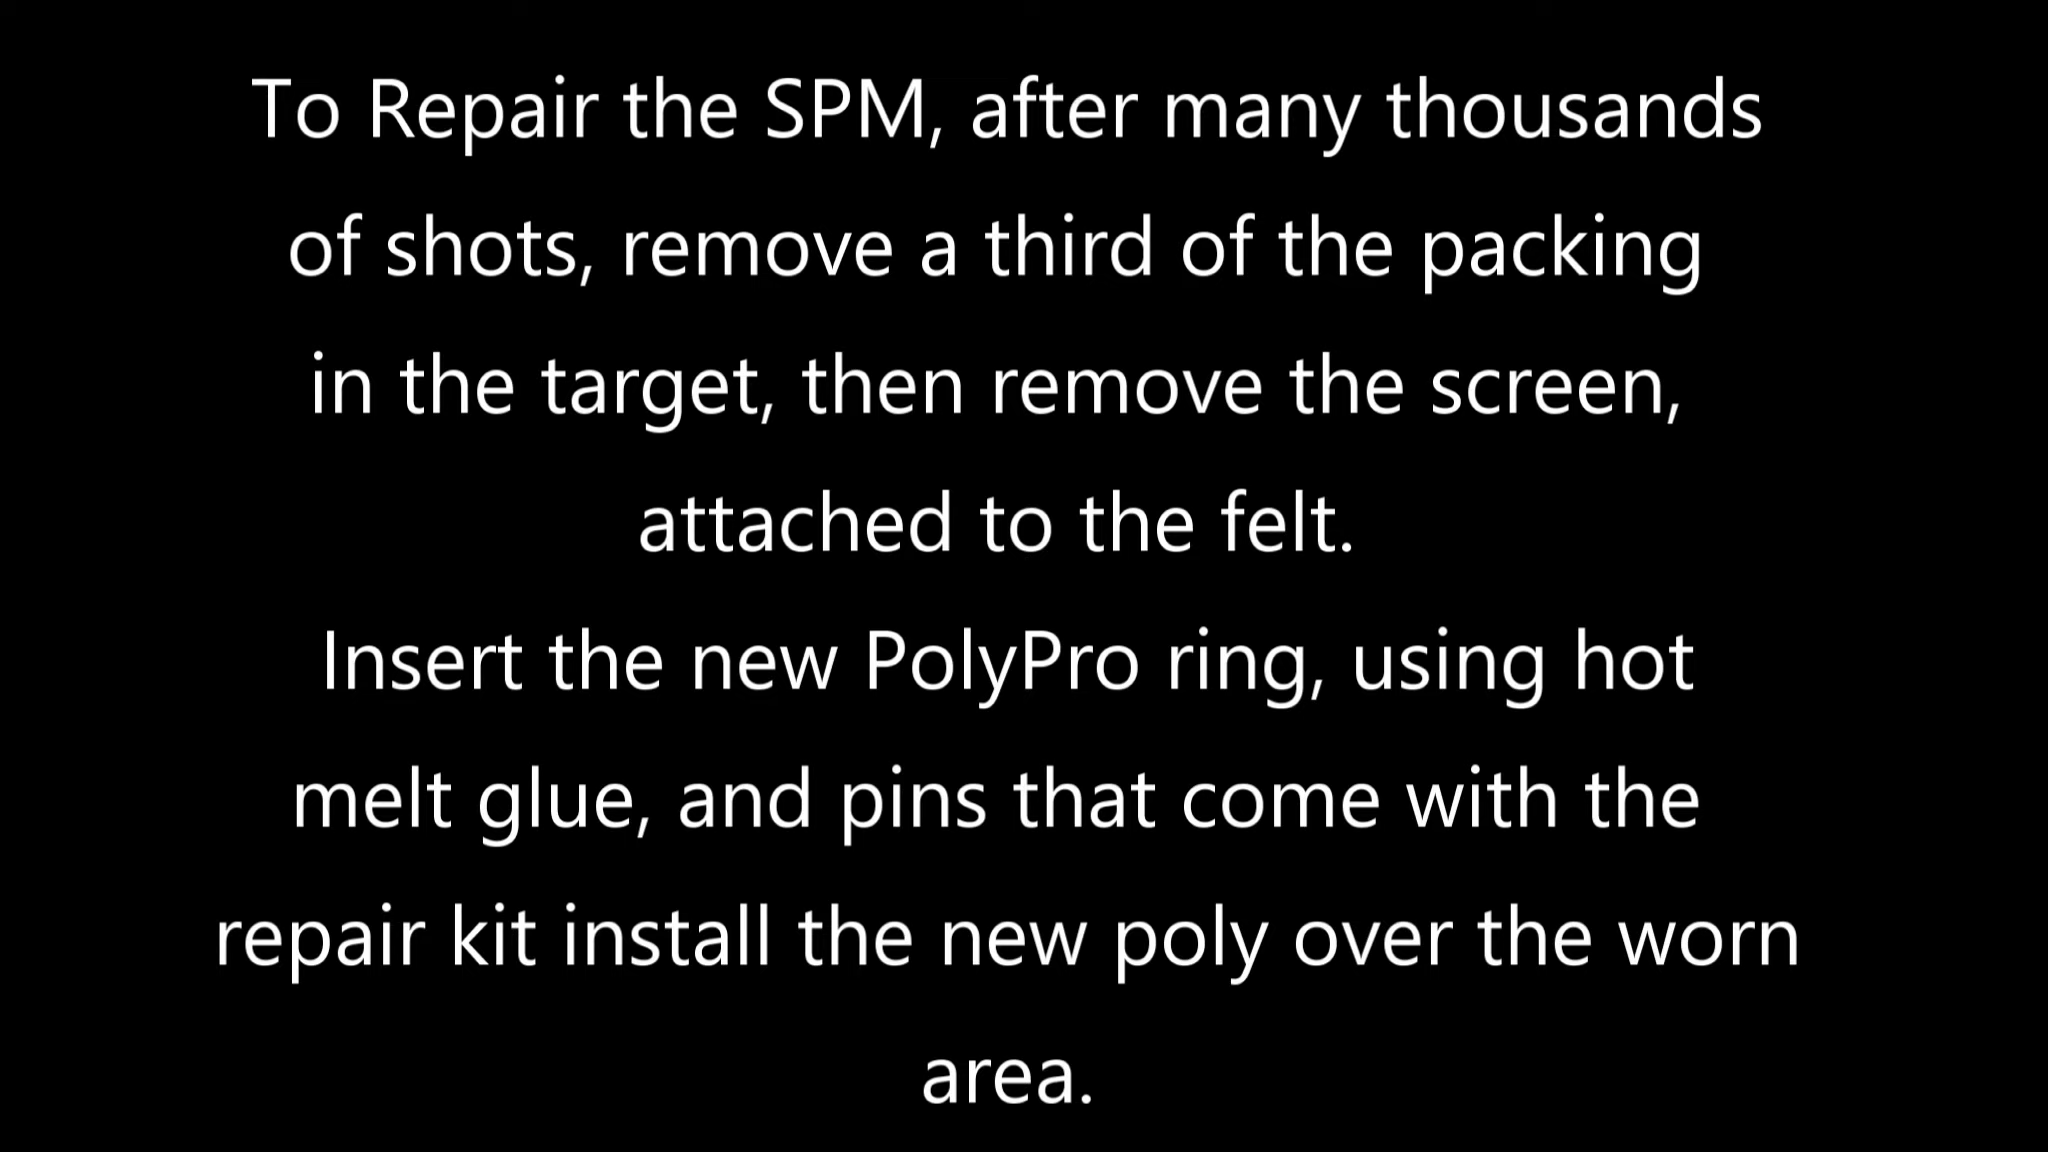 To Repair the SPM, after many thousands
of shots, remove a third of the packing
in the target, then remove the screen,
attached to the felt.
Insert the new PolyPro ring, using hot
melt glue, and pins that come with the
repair kit install the new poly over the worn
area.